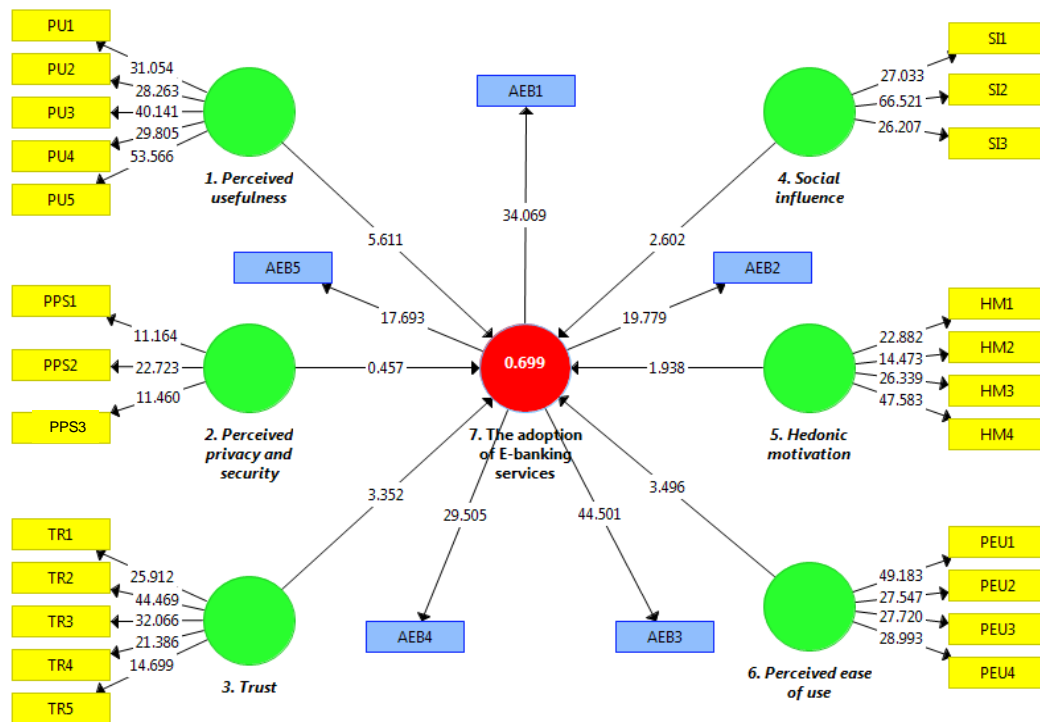 PU1
PU2
PU3
PU4
PU5
31.054
28.263
40.141
29.805
53.566
1. Perceived
usefulness
5.611
AEB1
34.069
SI1
SI2
SI3
27.033
66.521
26.207
4. Social
influence
2.602
AEB5
17.693
AEB2
19.779
PPS1
PPS2
PPS3
11.164
22.723
11.460
2. Perceived
privacy and
security
0.457
0.699
7. The adoption
of E-banking
services
1.938
HM1
HM2
HM3
HM4
22.882
14.473
26.339
47.583
5. Hedonic
motivation
TR1
TR2
TR3
TR4
TR5
25.912
44.469
32.066
21.386
14.699
3. Trust
3.352
29.505
AEB4
44.501
AEB3
3.496
PEU1
PEU2
PEU3
PEU4
49.183
27.547
27.720
28.993
6. Perceived ease
of use